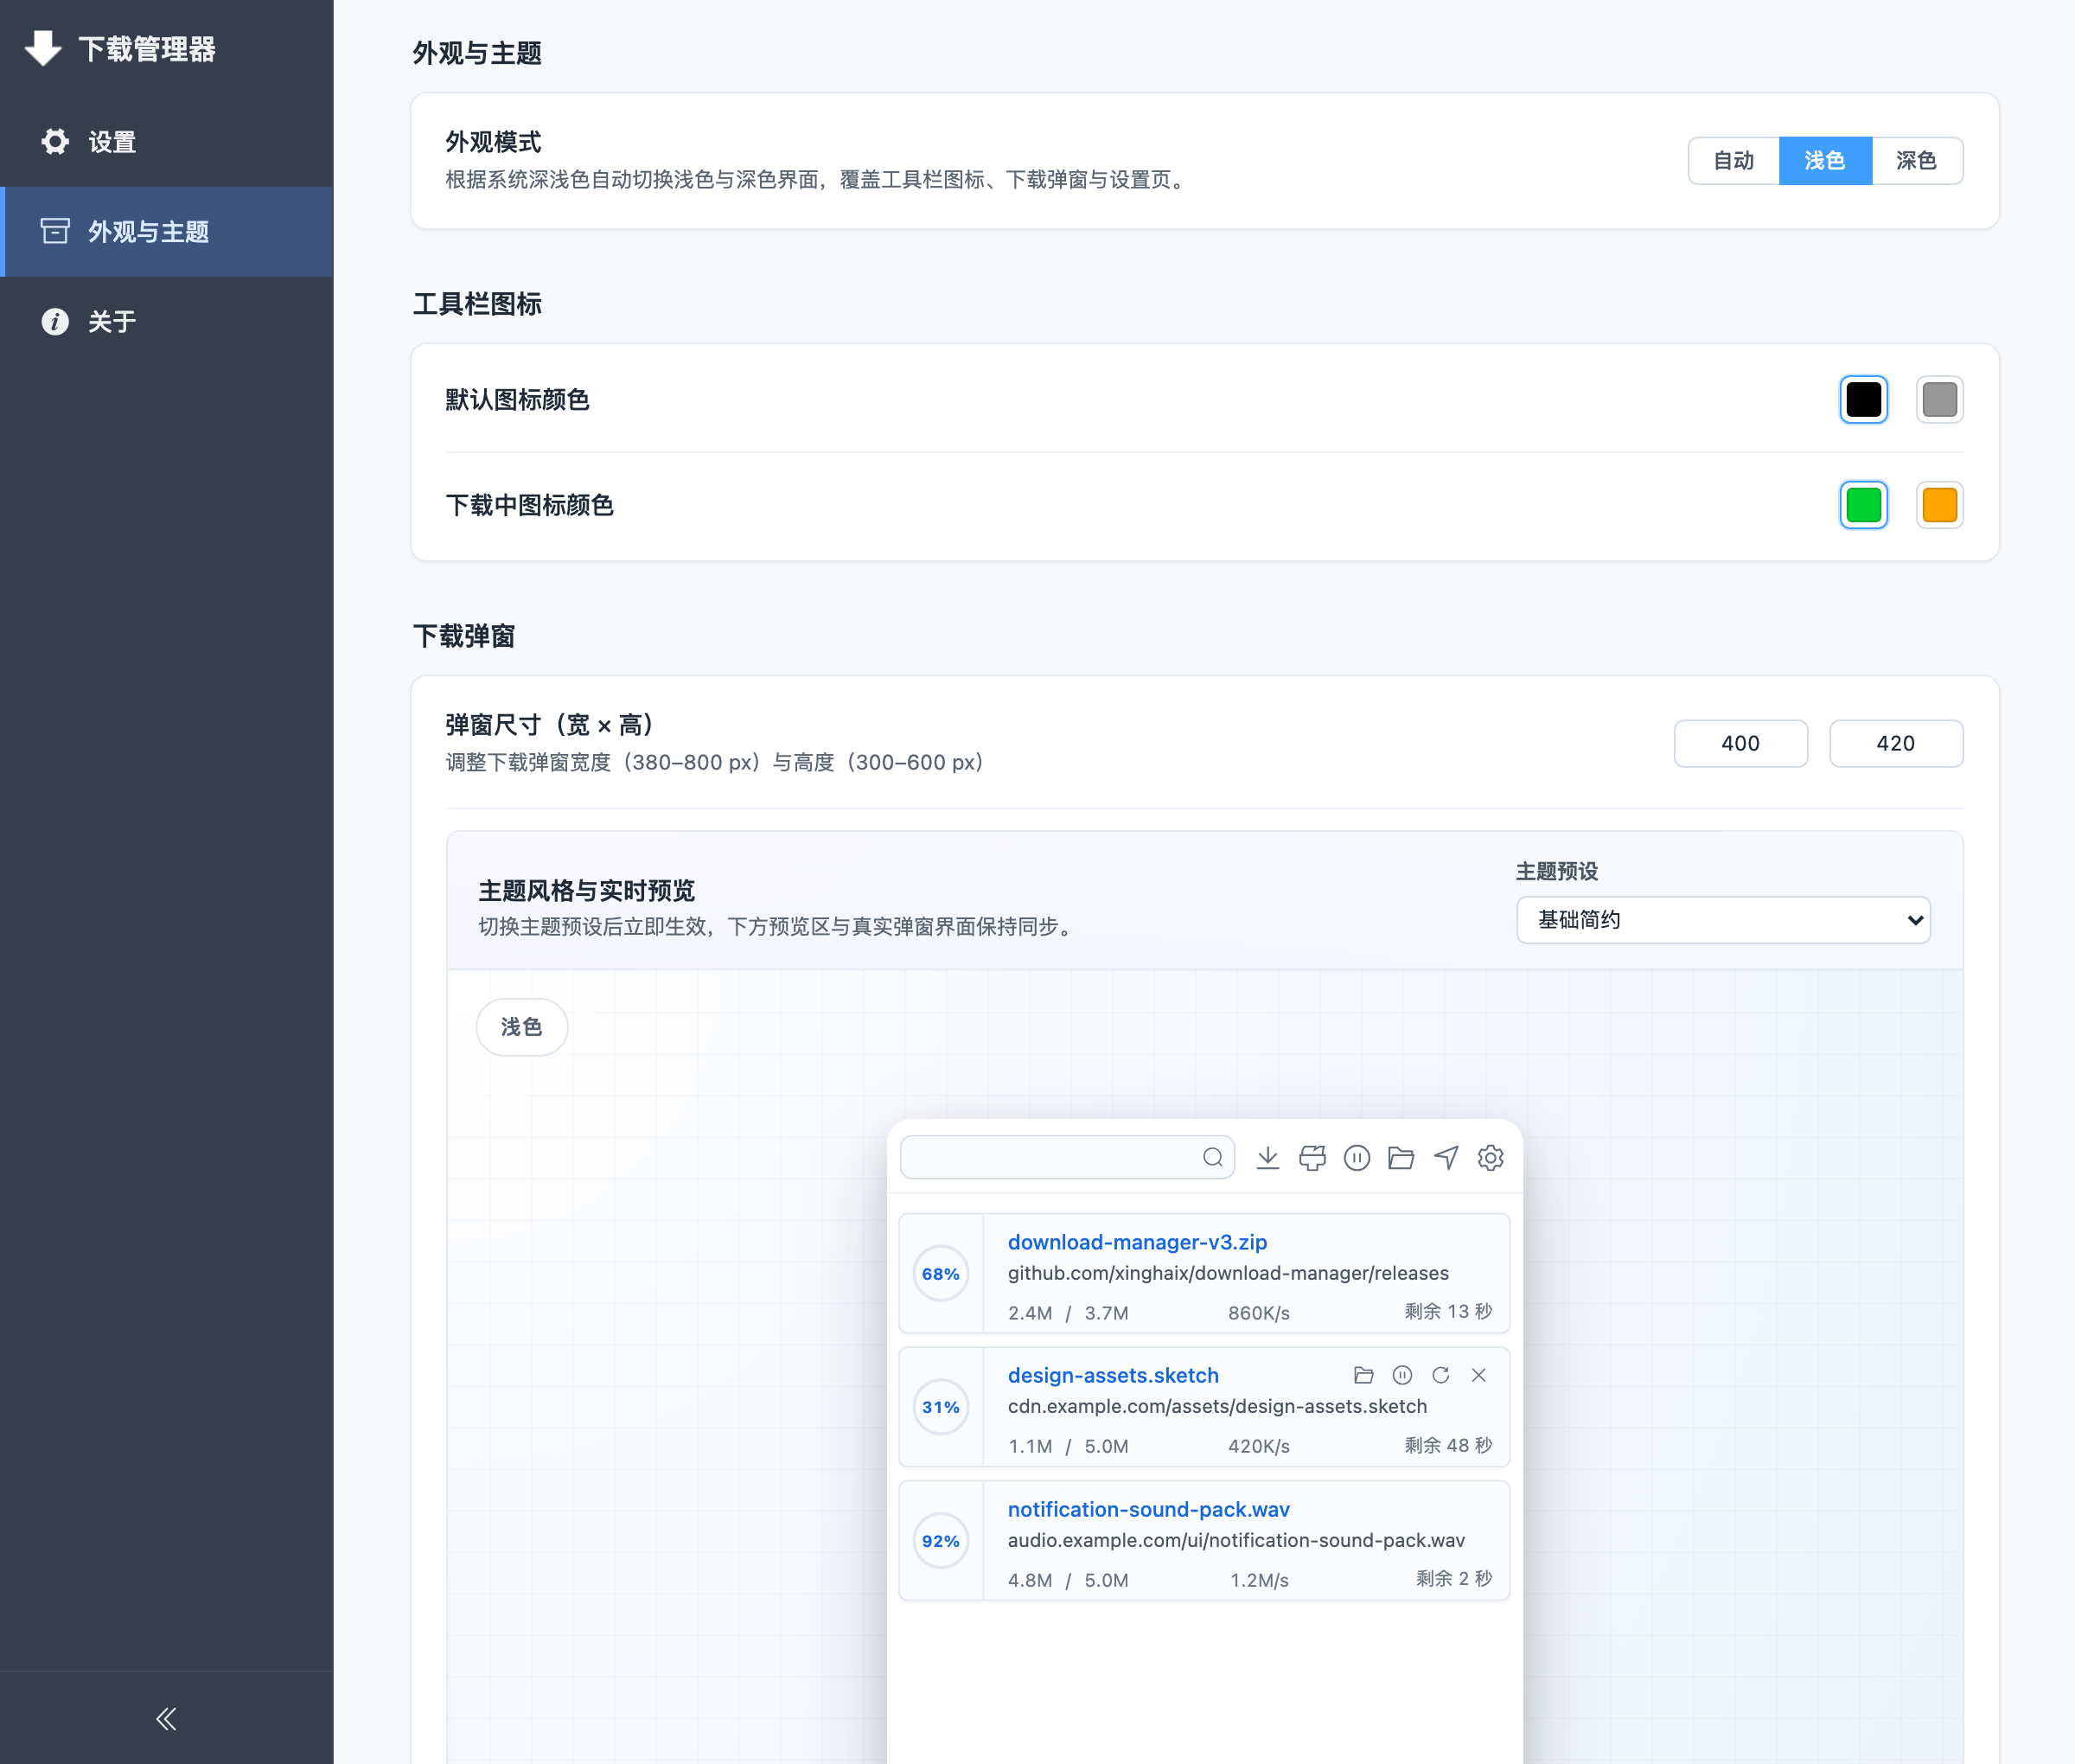 下载管理器
设置
外观与主题
关于
外观与主题
外观模式
根据系统深浅色自动切换浅色与深色界面，覆盖工具栏图标、下载弹窗与设置页。
自动 浅色 深色
工具栏图标
默认图标颜色
下载中图标颜色
下载弹窗
弹窗尺寸（宽 × 高）
调整下载弹窗宽度（380–800 px）与高度（300–600 px）
400 420
主题风格与实时预览
切换主题预设后立即生效，下方预览区与真实弹窗界面保持同步。
主题预设
基础简约
浅色
68%
download-manager-v3.zip
github.com/xinghaix/download-manager/releases
2.4M / 3.7M 860K/s 剩余 13 秒
31%
design-assets.sketch
cdn.example.com/assets/design-assets.sketch
1.1M / 5.0M 420K/s 剩余 48 秒
92%
notification-sound-pack.wav
audio.example.com/ui/notification-sound-pack.wav
4.8M / 5.0M 1.2M/s 剩余 2 秒